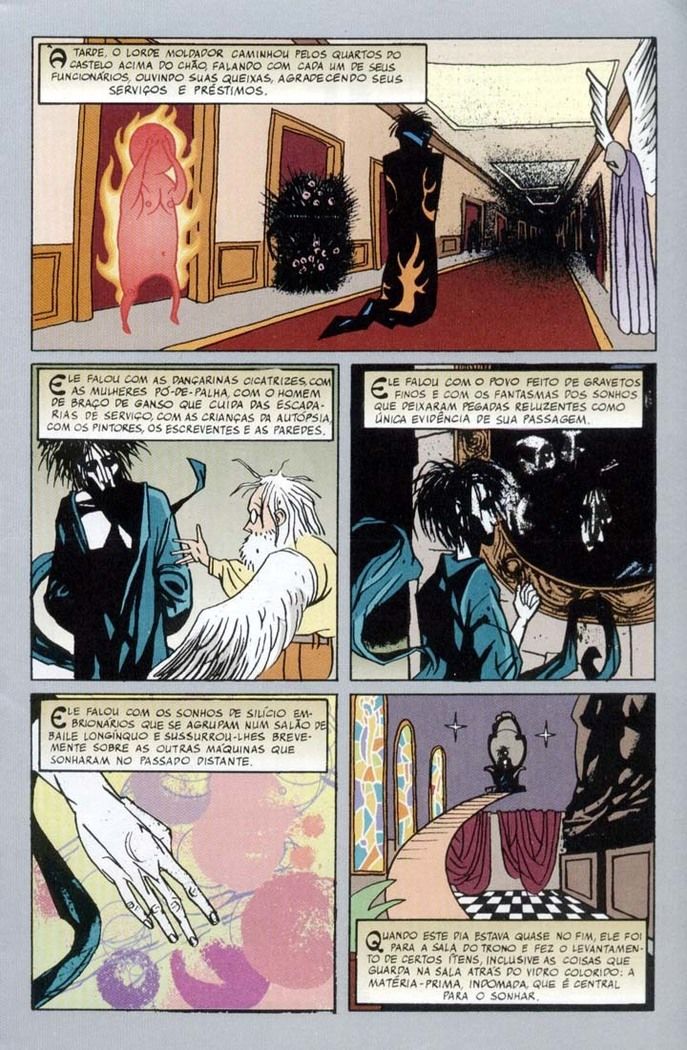 À TARDE, O LORDE MOLDADOR CAMINHOU PELOS QUARTOS DO
CASTELO ACIMA DO CHÃO, FALANDO COM CADA UM DE SEUS
FUNCIONÁRIOS, OUVINDO SUAS QUEIXAS, AGRADECENDO SEUS
SERVIÇOS E PRÉSTIMOS.
ELE FALOU COM AS DANÇARINAS CICATRIZES, COM
AS MULHERES PÓ-DE-PALHA, COM O HOMEM
DE BRAÇO DE GANSO QUE CUIDA DAS ESCADA-
RIAS DE SERVIÇO, COM AS CRIANÇAS DA AUTÓPSIA,
COM OS PINTORES, OS ESCREVENTES E AS PAREDES.
ELE FALOU COM O POVO FEITO DE GRAVETOS
FINOS E COM OS FANTASMAS DOS SONHOS
QUE DEIXARAM PEGADAS RELUZENTES COMO
ÚNICA EVIDÊNCIA DE SUA PASSAGEM.
ELE FALOU COM OS SONHOS DE SILÍCIO EM-
BRIONÁRIOS QUE SE AGRUPAM NUM SALÃO DE
BAILE LONGÍNQUO E SUSSURROU-LHES BREVE-
MENTE SOBRE AS OUTRAS MÁQUINAS QUE
SONHARAM NO PASSADO DISTANTE.
QUANDO ESTE DIA ESTAVA QUASE NO FIM, ELE FOI
PARA A SALA DO TRONO E FEZ O LEVANTAMEN-
TO DE CERTOS ÍTENS, INCLUSIVE AS COISAS QUE
GUARDA NA SALA ATRÁS DO VIDRO COLORIDO: A
MATÉRIA-PRIMA, INDOMADA, QUE É CENTRAL
PARA O SONHAR.